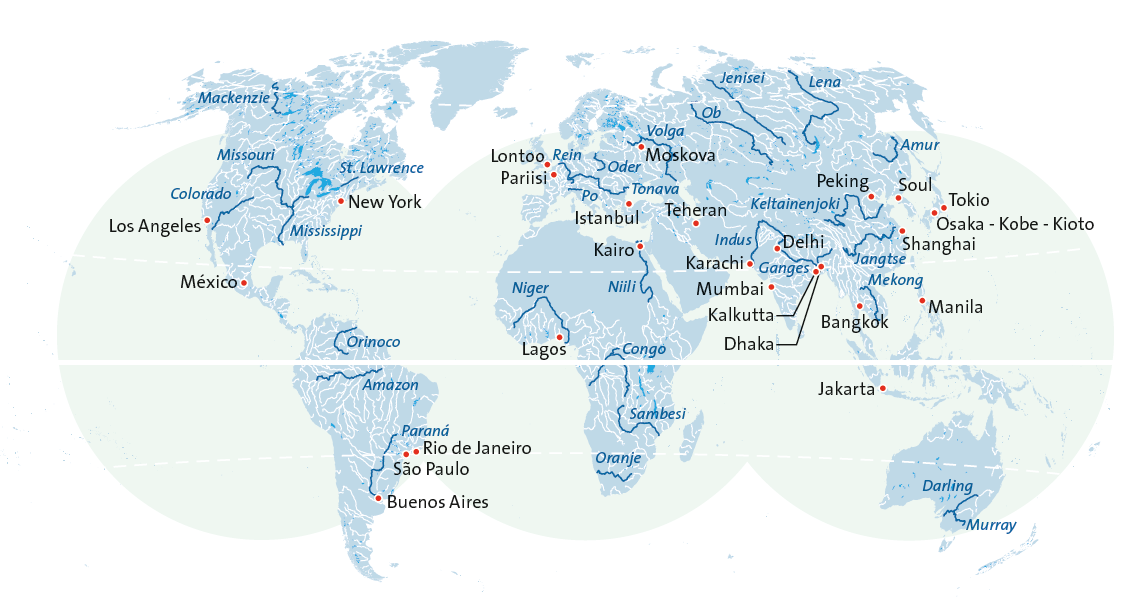 Jenisei
Lena
Mackenzie
Ob
Volga
Amur
Missouri
Lontoo
Rein
Moskova
St. Lawrence
Oder
Pariisi
Peking
Soul
Colorado
Po
Tonava
New York
Keltainenjoki
Tokio
Los Angeles
Istanbul
Teheran
Osaka - Kobe - Kioto
Mississippi
Indus
Delhi
Shanghai
Kairo
Karachi
Ganges
Jangtse
México
Niger
Niili
Mumbai
Mekong
Kalkutta
Manila
Bangkok
Orinoco
Lagos
Congo
Dhaka
Amazon
Jakarta
Sambesi
Paraná
Rio de Janeiro
São Paulo
Oranje
Darling
Buenos Aires
Murray